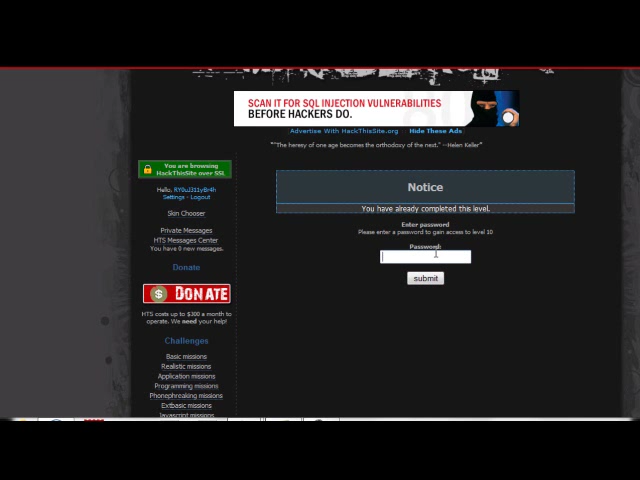 SCAN IT FOR SQL INJECTION VULNERABILITIES
BEFORE HACKERS DO.
Advertise With HackThisSite.org Hide These Ads
"The heresy of one age becomes the orthodoxy of the next." --Helen Keller
You are browsing
HackThisSite over SSL
Hello,
Settings - Logout
Skin Chooser
Private Messages
HTS Messages Center
You have 0 new messages.
Donate
$ DONATE
HTS costs up to $300 a month to
operate. We need your help!
Challenges
Basic missions
Realistic missions
Application missions
Programming missions
Phonephreaking missions
Extbasic missions
Javascript missions
Notice
You have already completed this level.
Enter password
Please enter a password to gain access to level 10
Password:
submit